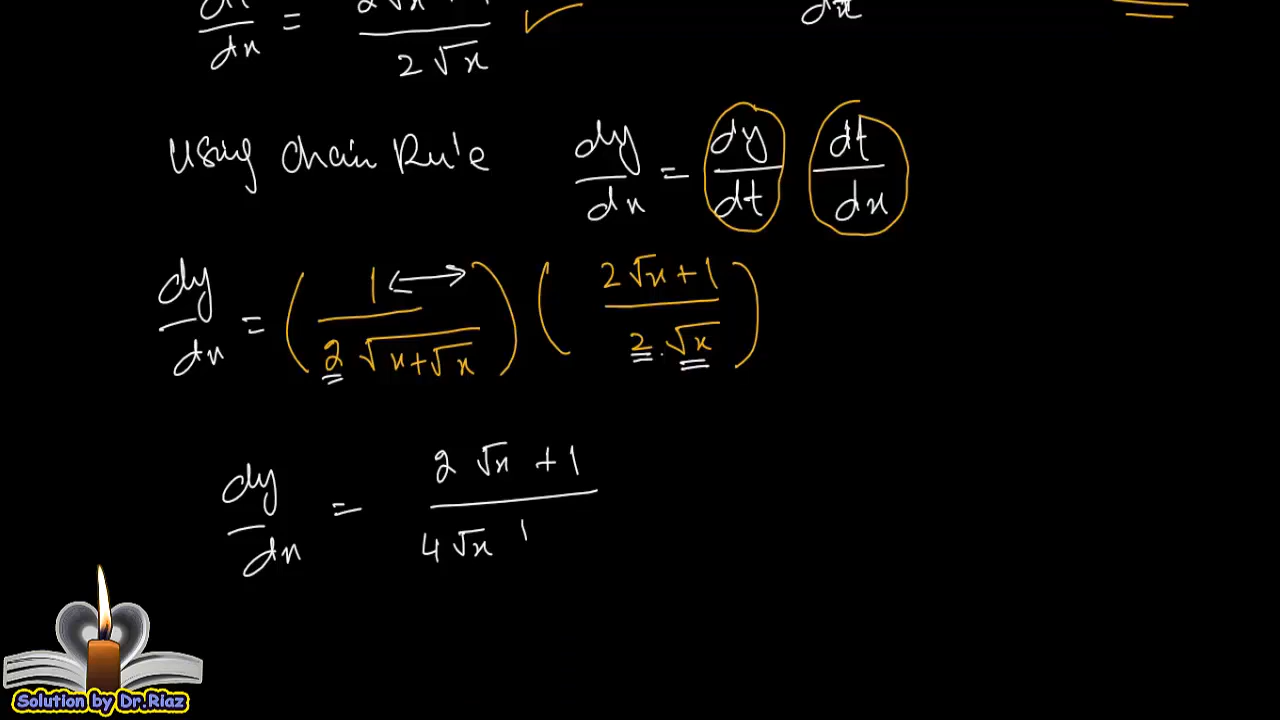 dt/dx = 2√x + 1 / 2√x ✓ dx
Using Chain Rule dy/dx = dy/dt dt/dx
dy/dx = ( 1 / 2 √(x+√x) ) ( 2√x + 1 / 2.√x )
dy/dx = 2√x + 1 / 4√x
Solution by Dr.Riaz